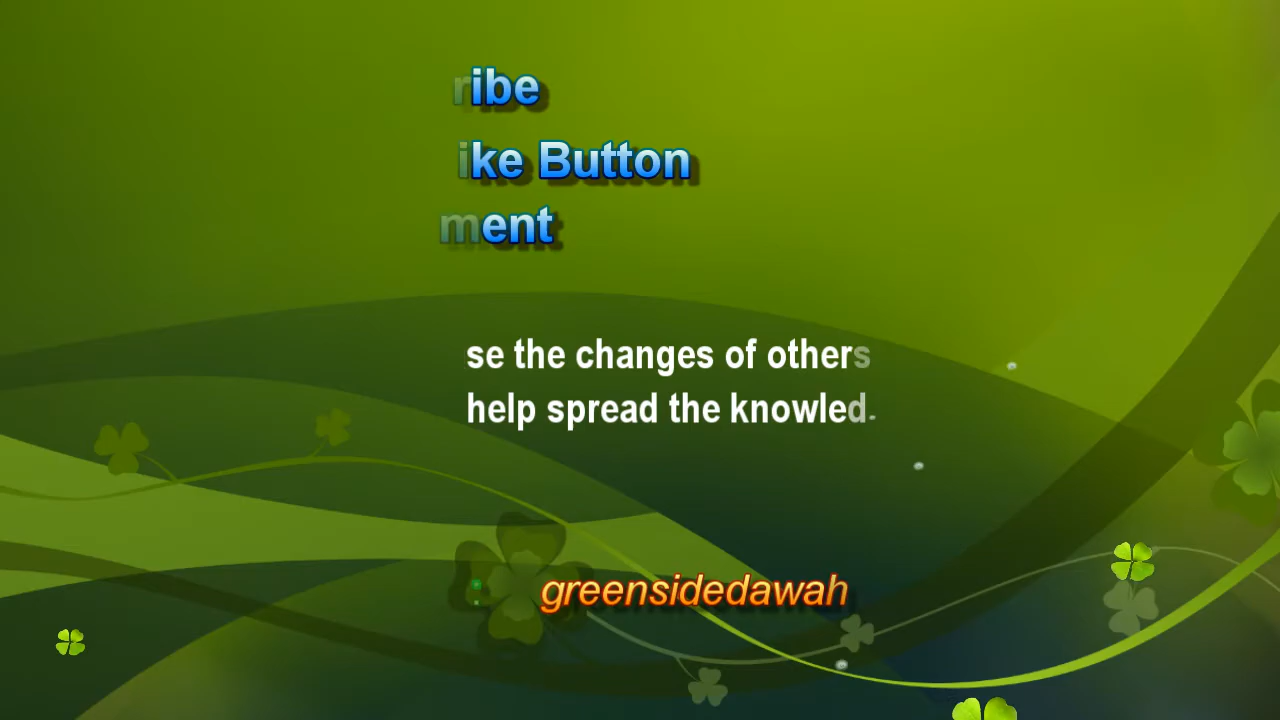 ribe
ike Button
ment
se the changes of others
help spread the knowled
greensidedawah